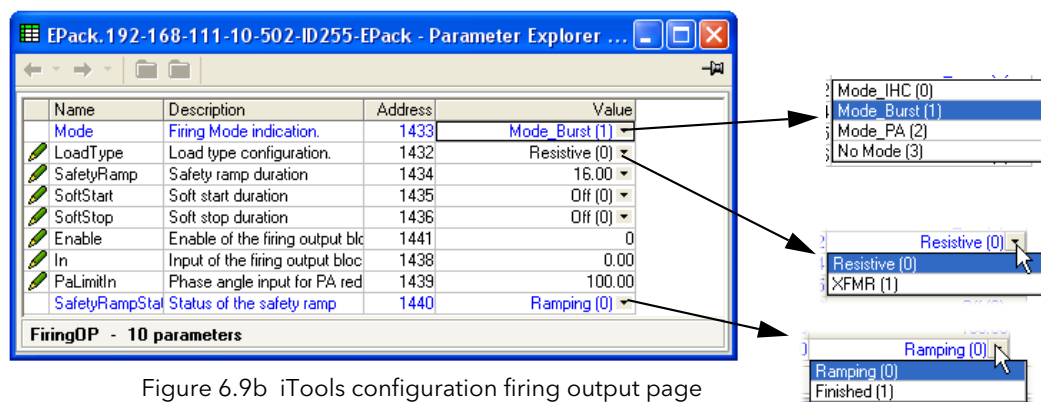 EPack.192-168-111-10-502-ID255-EPack - Parameter Explorer ...
Name Description Address Value
Mode Firing Mode indication. 1433 Mode_Burst (1)
LoadType Load type configuration. 1432 Resistive (0)
SafetyRamp Safety ramp duration 1434 16.00
SoftStart Soft start duration 1435 Off (0)
SoftStop Soft stop duration 1436 Off (0)
Enable Enable of the firing output blo 1441 0
In Input of the firing output bloc 1438 0.00
PaLimitIn Phase angle input for PA red 1439 100.00
SafetyRampStat Status of the safety ramp 1440 Ramping (0)
FiringOP - 10 parameters
Mode_IHC (0)
Mode_Burst (1)
Mode_PA (2)
No Mode (3)
Resistive (0)
Resistive (0)
XFMR (1)
Ramping (0)
Ramping (0)
Finished (1)
Figure 6.9b iTools configuration firing output page